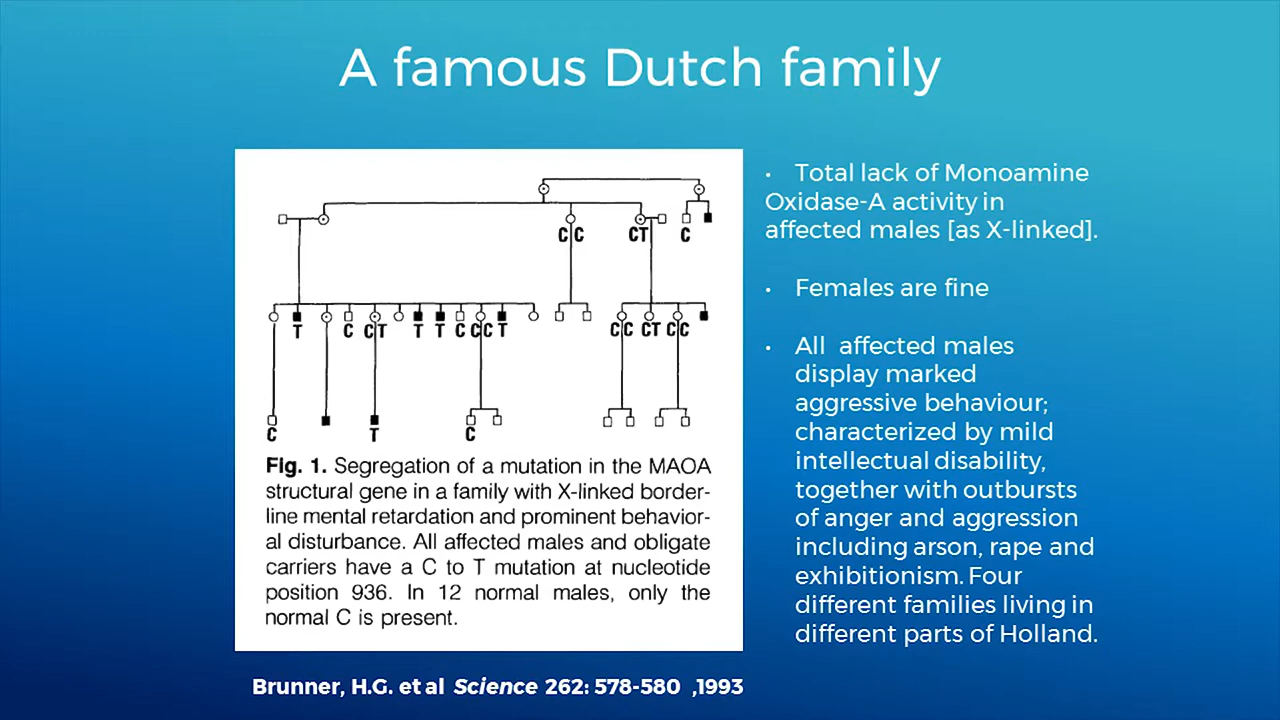 A famous Dutch family
C C CT C
T C CT T T C CC T CC CT CC
C T C
Fig. 1. Segregation of a mutation in the MAOA
structural gene in a family with X-linked border-
line mental retardation and prominent behavior-
al disturbance. All affected males and obligate
carriers have a C to T mutation at nucleotide
position 936. In 12 normal males, only the
normal C is present.
Brunner, H.G. et al Science 262: 578-580 ,1993
• Total lack of Monoamine
Oxidase-A activity in
affected males [as X-linked].
• Females are fine
• All affected males
display marked
aggressive behaviour;
characterized by mild
intellectual disability,
together with outbursts
of anger and aggression
including arson, rape and
exhibitionism. Four
different families living in
different parts of Holland.